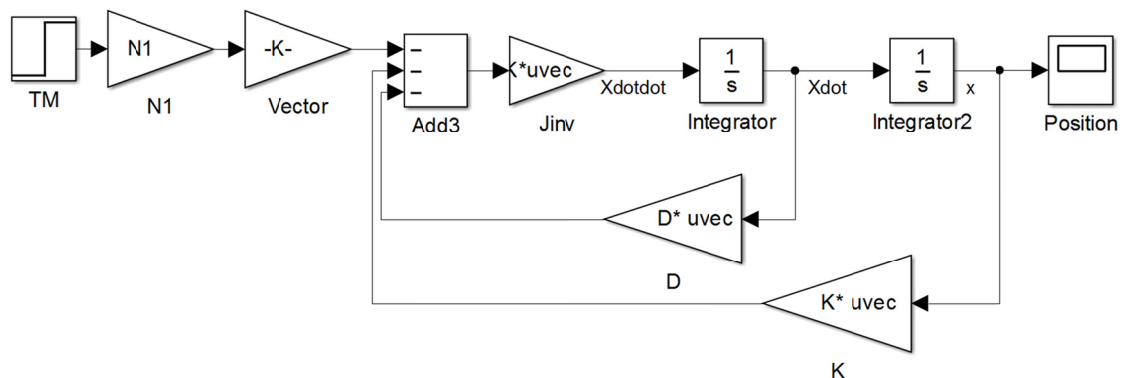 TM
N1
N1
-K-
Vector
−
−
−
Add3
K*uvec
Jinv
Xdotdot
1
s
Integrator
Xdot
1
s
Integrator2
x
Position
D* uvec
D
K* uvec
K